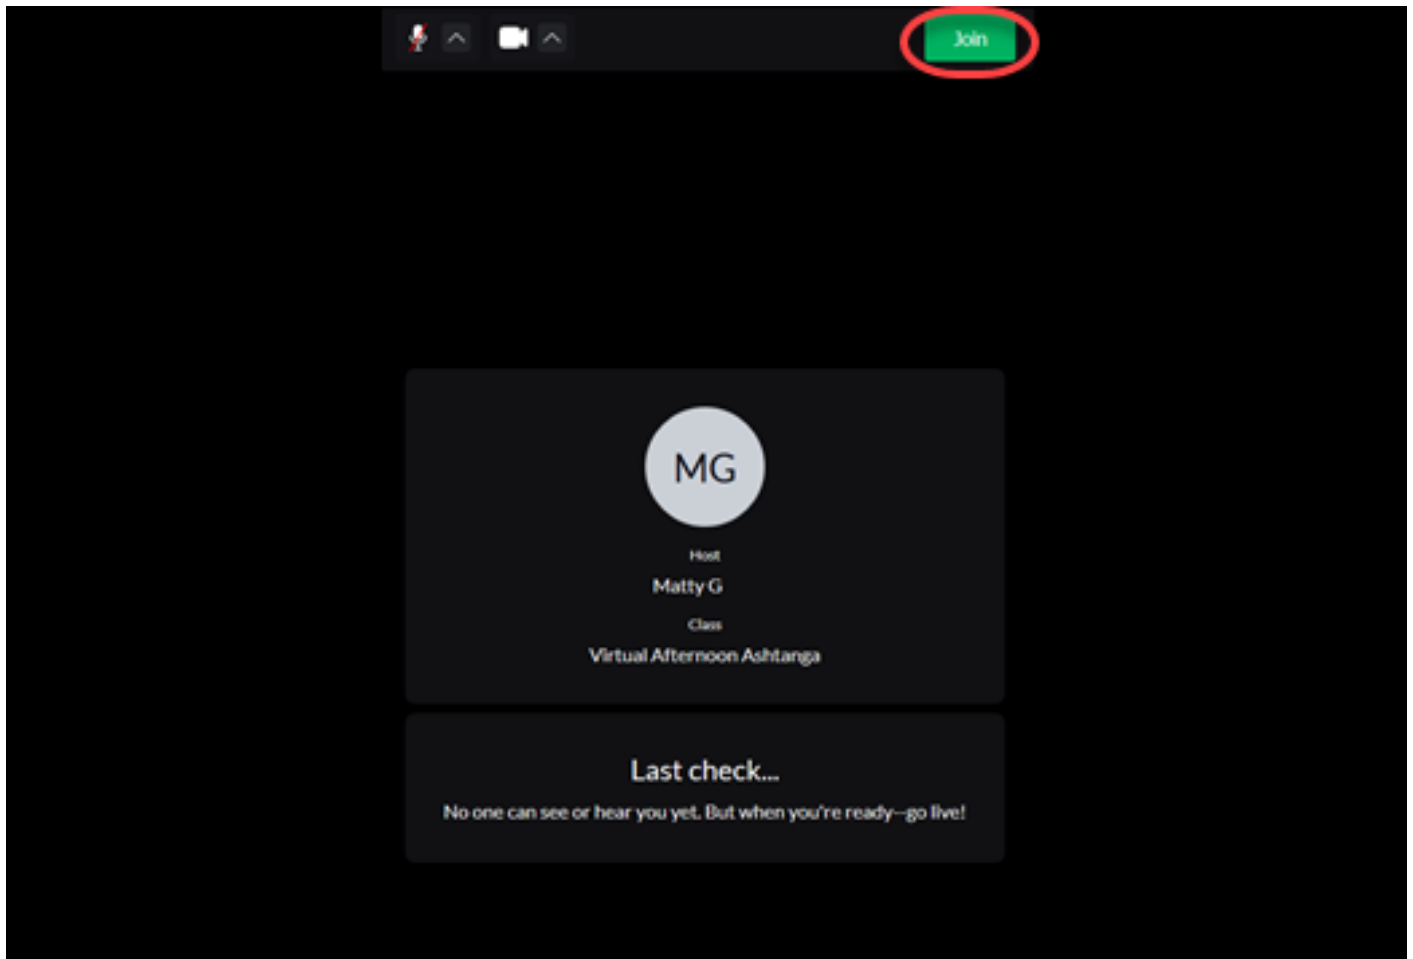 Join
MG
Host
Matty G
Class
Virtual Afternoon Ashtanga
Last check...
No one can see or hear you yet. But when you're ready--go live!